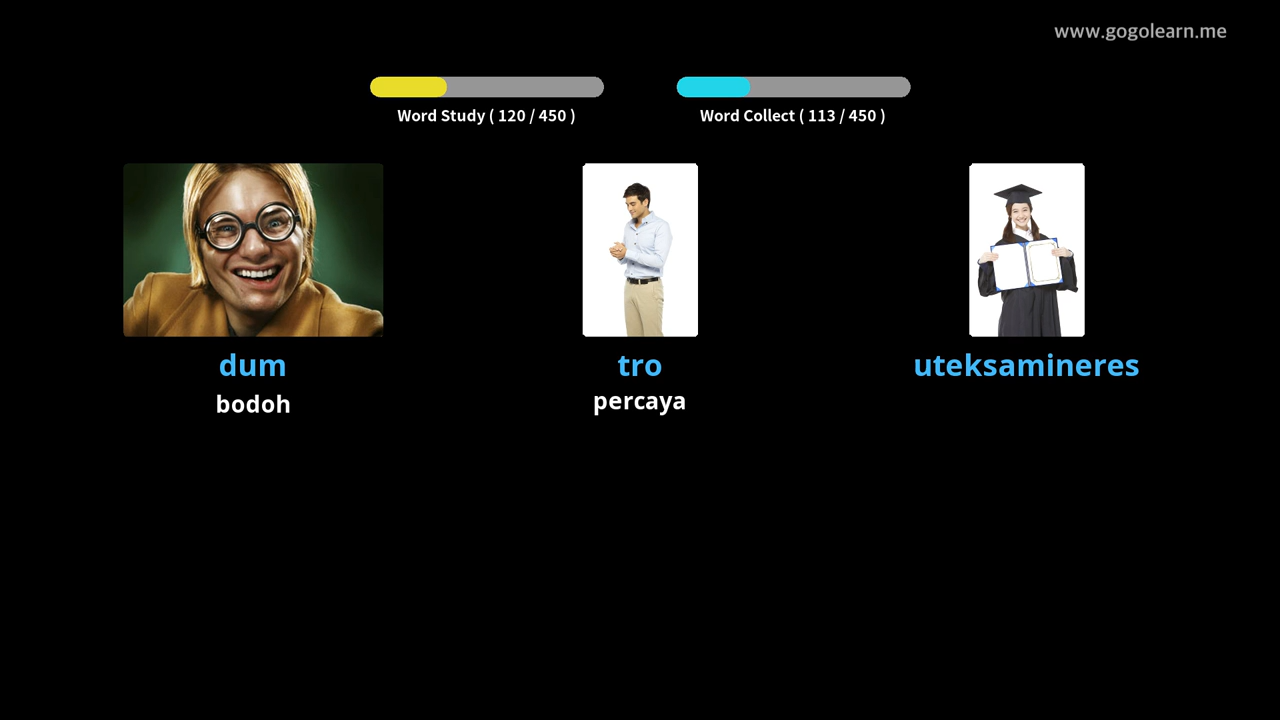 www.gogolearn.me
Word Study ( 120 / 450 )
Word Collect ( 113 / 450 )
dum
bodoh
tro
percaya
uteksamineres